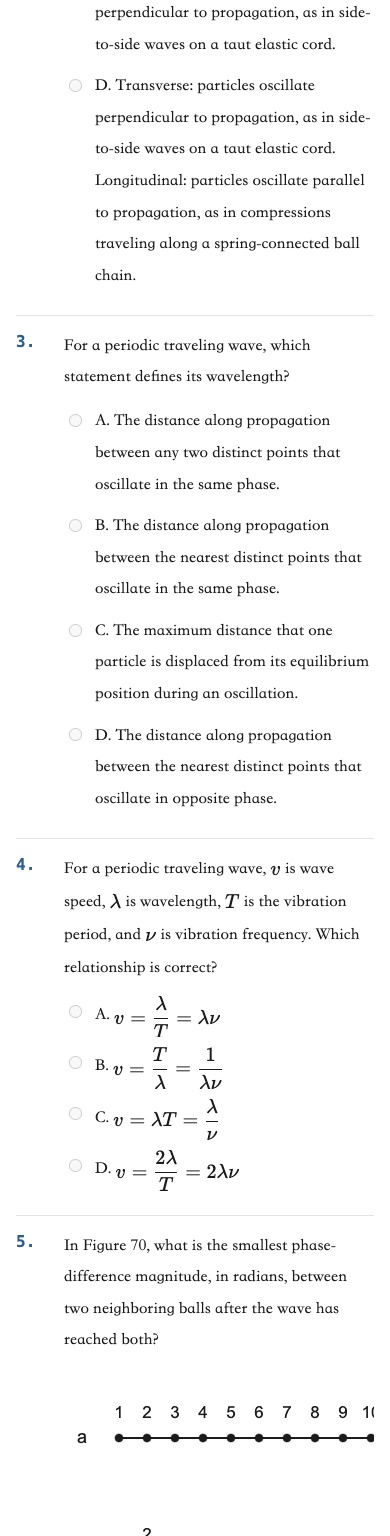 perpendicular to propagation, as in side-
to-side waves on a taut elastic cord.
D. Transverse: particles oscillate
perpendicular to propagation, as in side-
to-side waves on a taut elastic cord.
Longitudinal: particles oscillate parallel
to propagation, as in compressions
traveling along a spring-connected ball
chain.
3. For a periodic traveling wave, which
statement defines its wavelength?
A. The distance along propagation
between any two distinct points that
oscillate in the same phase.
B. The distance along propagation
between the nearest distinct points that
oscillate in the same phase.
C. The maximum distance that one
particle is displaced from its equilibrium
position during an oscillation.
D. The distance along propagation
between the nearest distinct points that
oscillate in opposite phase.
4. For a periodic traveling wave, v is wave
speed, λ is wavelength, T is the vibration
period, and ν is vibration frequency. Which
relationship is correct?
A. v = λ/T = λν
B. v = T/λ = 1/λν
C. v = λT = λ/ν
D. v = 2λ/T = 2λν
5. In Figure 70, what is the smallest phase-
difference magnitude, in radians, between
two neighboring balls after the wave has
reached both?
1 2 3 4 5 6 7 8 9
a